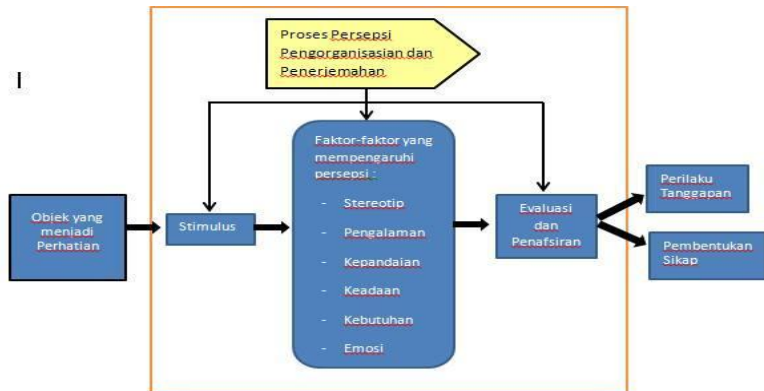 Proses Persepsi
Pengorganisasian dan
Penerjemahan
I
Objek yang
menjadi
Perhatian
Stimulus
Faktor-faktor yang
mempengaruhi
persepsi :
- Stereotip
- Pengalaman
- Kepandaian
- Keadaan
- Kebutuhan
- Emosi
Evaluasi
dan
Penafsiran
Perilaku
Tanggapan
Pembentukan
Sikap